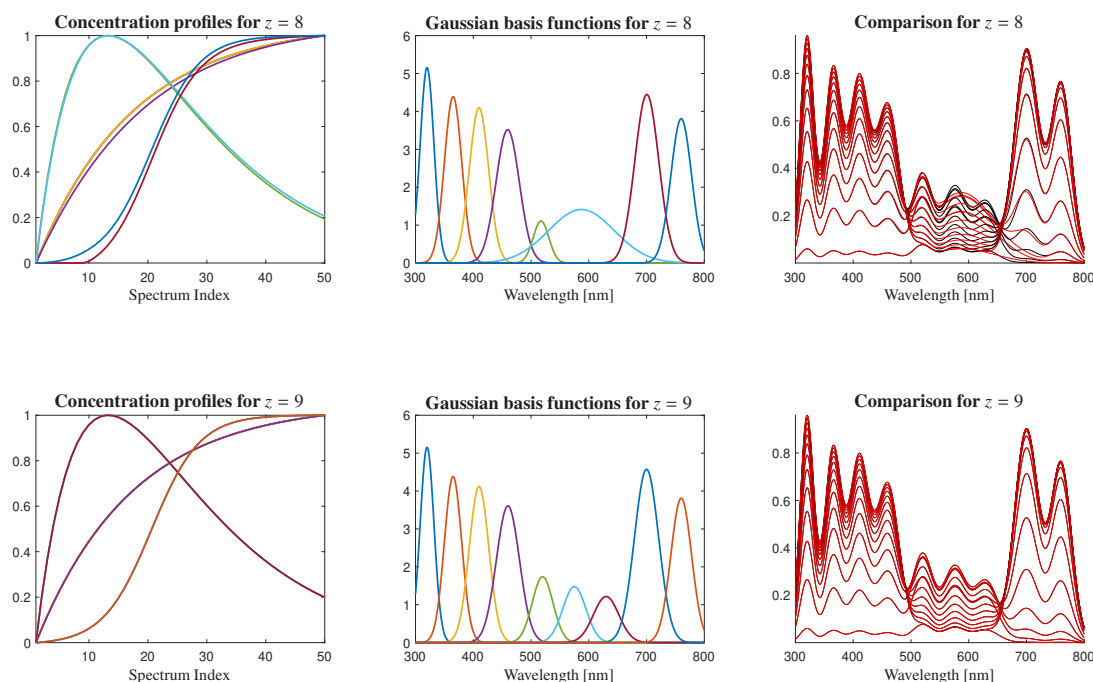 Concentration profiles for z = 8
1
0.8
0.6
0.4
0.2
0
10 20 30 40 50
Spectrum Index
Gaussian basis functions for z = 8
6
5
4
3
2
1
0
300 400 500 600 700 800
Wavelength [nm]
Comparison for z = 8
0.8
0.6
0.4
0.2
300 400 500 600 700 800
Wavelength [nm]
Concentration profiles for z = 9
1
0.8
0.6
0.4
0.2
0
10 20 30 40 50
Spectrum Index
Gaussian basis functions for z = 9
6
5
4
3
2
1
0
300 400 500 600 700 800
Wavelength [nm]
Comparison for z = 9
0.8
0.6
0.4
0.2
300 400 500 600 700 800
Wavelength [nm]